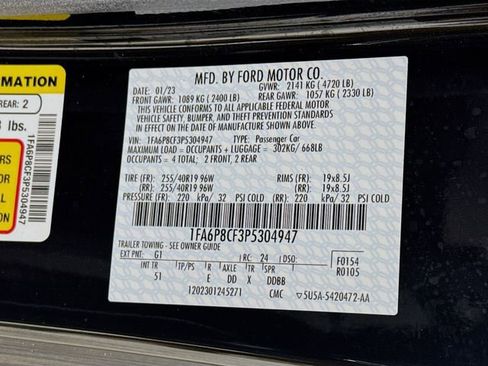 ORMATION
REAR: 2
lbs.
1FA6P8CF3P5304947
MFD. BY FORD MOTOR CO.
DATE: 01/23 GVWR: 2141 KG ( 4720 LB)
FRONT GAWR: 1089 KG ( 2400 LB) REAR GAWR: 1057 KG ( 2330 LB)
THIS VEHICLE CONFORMS TO ALL APPLICABLE FEDERAL MOTOR
VEHICLE SAFETY, BUMPER, AND THEFT PREVENTION STANDARDS
IN EFFECT ON THE DATE OF MANUFACTURE SHOWN ABOVE.
VIN: 1FA6P8CF3P5304947 TYPE: Passenger Car
MAXIMUM LOAD = OCCUPANTS + LUGGAGE = 302KG / 668LB
OCCUPANTS = 4 TOTAL: 2 FRONT, 2 REAR
TIRE (FR): 255/40R19 96W RIMS (FR): 19x8.5J
(RR): 255/40R19 96W (RR): 19x8.5J
PRESSURE (FR): 220 kPa/ 32 PSI COLD (RR): 220 kPa/ 32 PSI COLD
1FA6P8CF3P5304947
TRAILER TOWING - SEE OWNER GUIDE
EXT PNT: G1 RC: 24 DSO: F0154
INT TR TP/PS R AXLE TR SPR R0105
51 E DD X DDBB
1202301245271 CMC 5U5A-5420472-AA